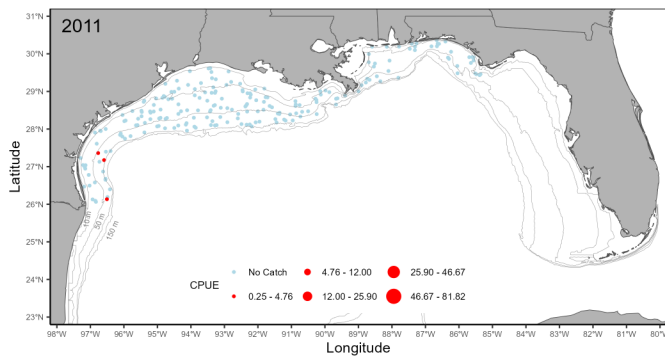 2011
31°N
30°N
29°N
28°N
27°N
26°N
25°N
24°N
23°N
Latitude
10 m
50 m
150 m
CPUE
No Catch
4.76 - 12.00
25.90 - 46.67
0.25 - 4.76
12.00 - 25.90
46.67 - 81.82
98°W 97°W 96°W 95°W 94°W 93°W 92°W 91°W 90°W 89°W 88°W 87°W 86°W 85°W 84°W 83°W 82°W 81°W 80°
Longitude